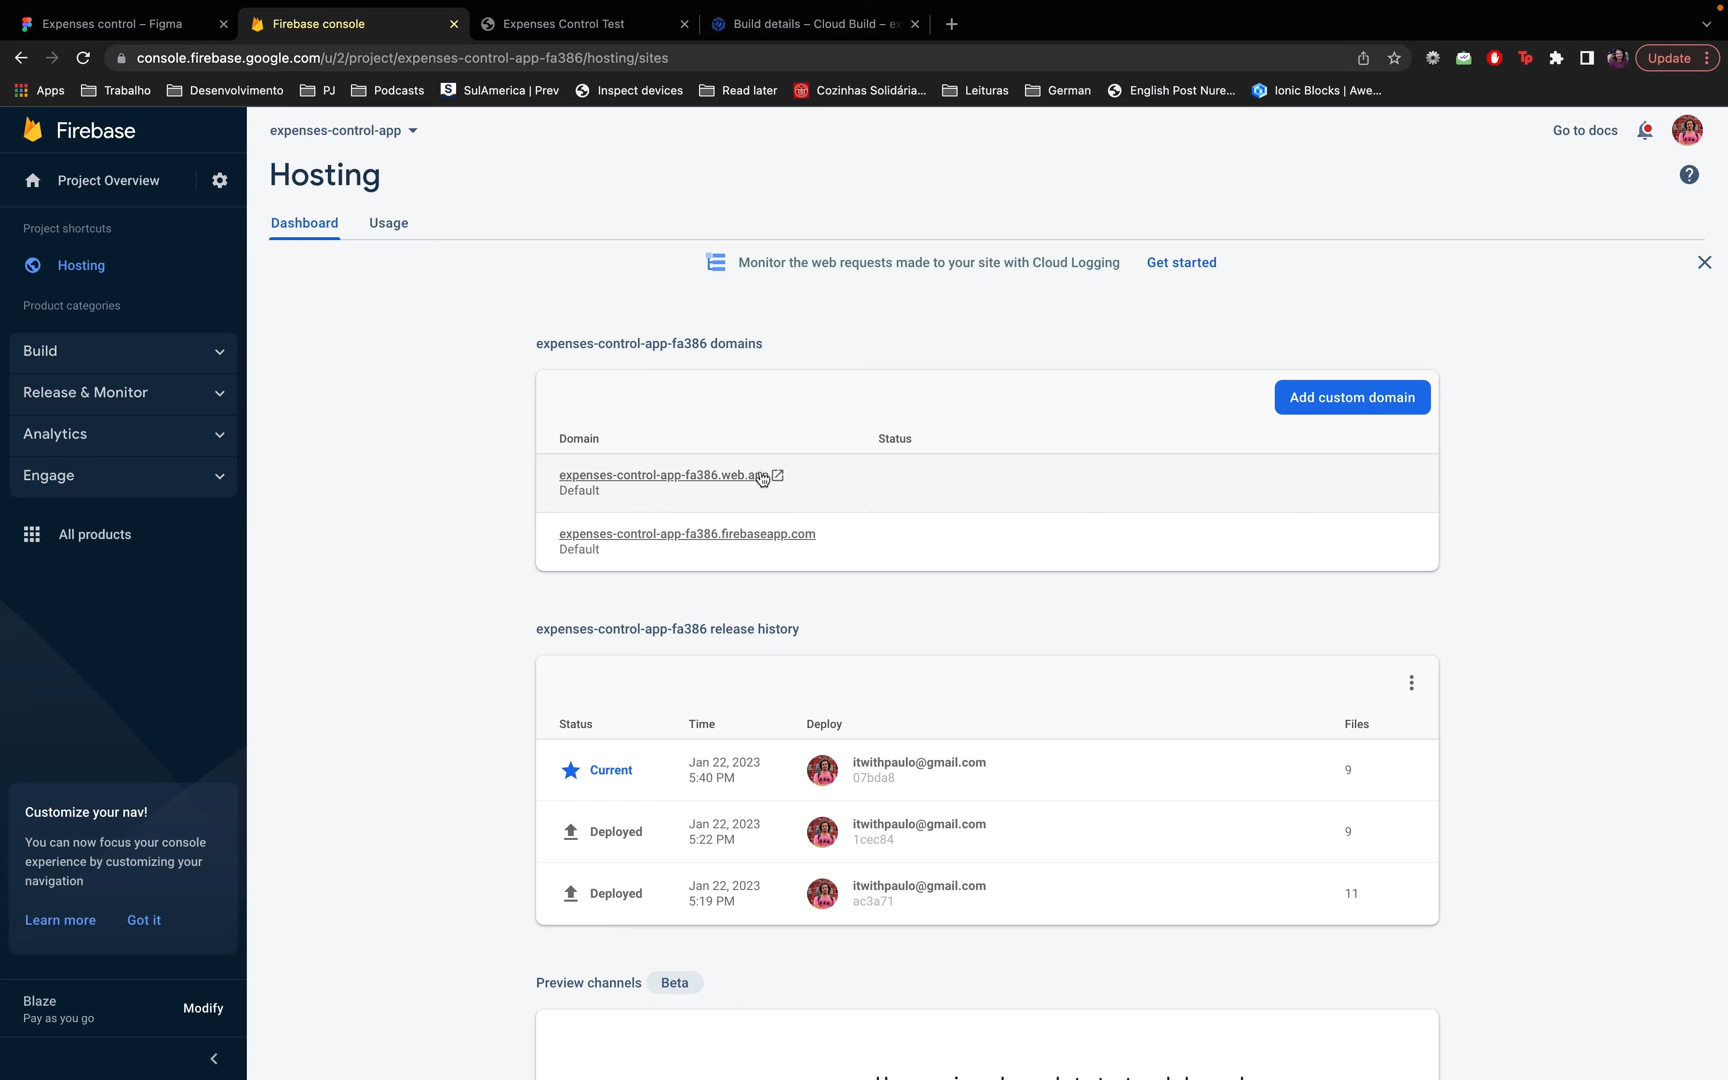 Expenses control – Figma
Firebase console
Expenses Control Test
Build details – Cloud Build – ex
console.firebase.google.com/u/2/project/expenses-control-app-fa386/hosting/sites
Update
Apps
Trabalho
Desenvolvimento
PJ
Podcasts
SulAmerica | Prev
Inspect devices
Read later
Cozinhas Solidária...
Leituras
German
English Post Nure...
Ionic Blocks | Awe...
Firebase
expenses-control-app
Go to docs
Project Overview
Hosting
Project shortcuts
Dashboard
Usage
Hosting
Monitor the web requests made to your site with Cloud Logging
Get started
Product categories
Build
Release & Monitor
Analytics
Engage
All products
expenses-control-app-fa386 domains
Add custom domain
Domain
Status
expenses-control-app-fa386.web.app
Default
expenses-control-app-fa386.firebaseapp.com
Default
expenses-control-app-fa386 release history
Status
Time
Deploy
Files
Current
Jan 22, 2023
5:40 PM
itwithpaulo@gmail.com
07bda8
9
Deployed
Jan 22, 2023
5:22 PM
itwithpaulo@gmail.com
1cec84
9
Deployed
Jan 22, 2023
5:19 PM
itwithpaulo@gmail.com
ac3a71
11
Preview channels
Beta
Customize your nav!
You can now focus your console
experience by customizing your
navigation
Learn more
Got it
Blaze
Pay as you go
Modify